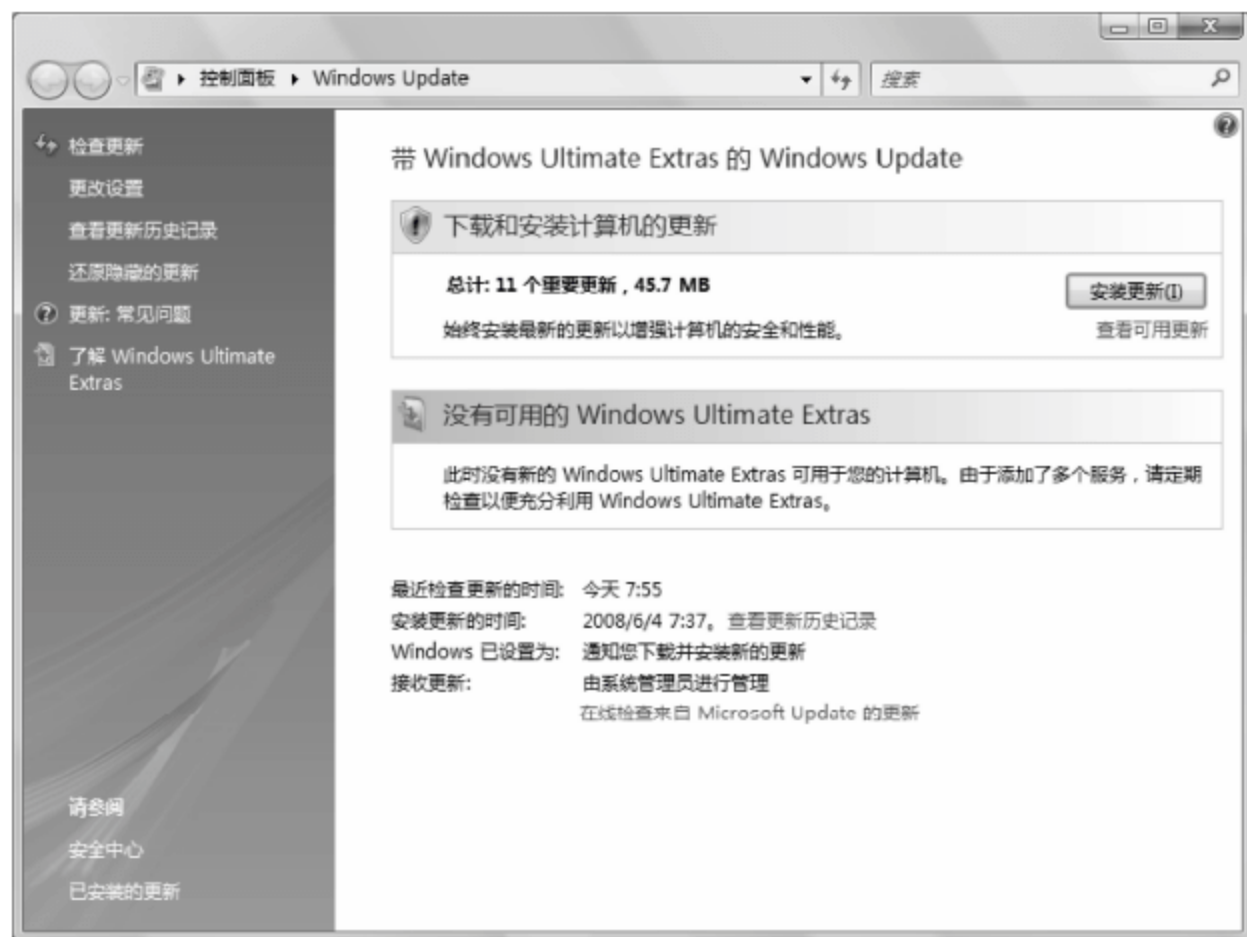 控制面板 ▸ Windows Update
搜索
检查更新
更改设置
查看更新历史记录
还原隐藏的更新
更新: 常见问题
了解 Windows Ultimate
Extras
请参阅
安全中心
已安装的更新
带 Windows Ultimate Extras 的 Windows Update
下载和安装计算机的更新
总计: 11 个重要更新，45.7 MB
安装更新(I)
始终安装最新的更新以增强计算机的安全和性能。
查看可用更新
没有可用的 Windows Ultimate Extras
此时没有新的 Windows Ultimate Extras 可用于您的计算机。由于添加了多个服务，请定期
检查以便充分利用 Windows Ultimate Extras。
最近检查更新的时间: 今天 7:55
安装更新的时间: 2008/6/4 7:37。查看更新历史记录
Windows 已设置为: 通知您下载并安装新的更新
接收更新: 由系统管理员进行管理
在线检查来自 Microsoft Update 的更新